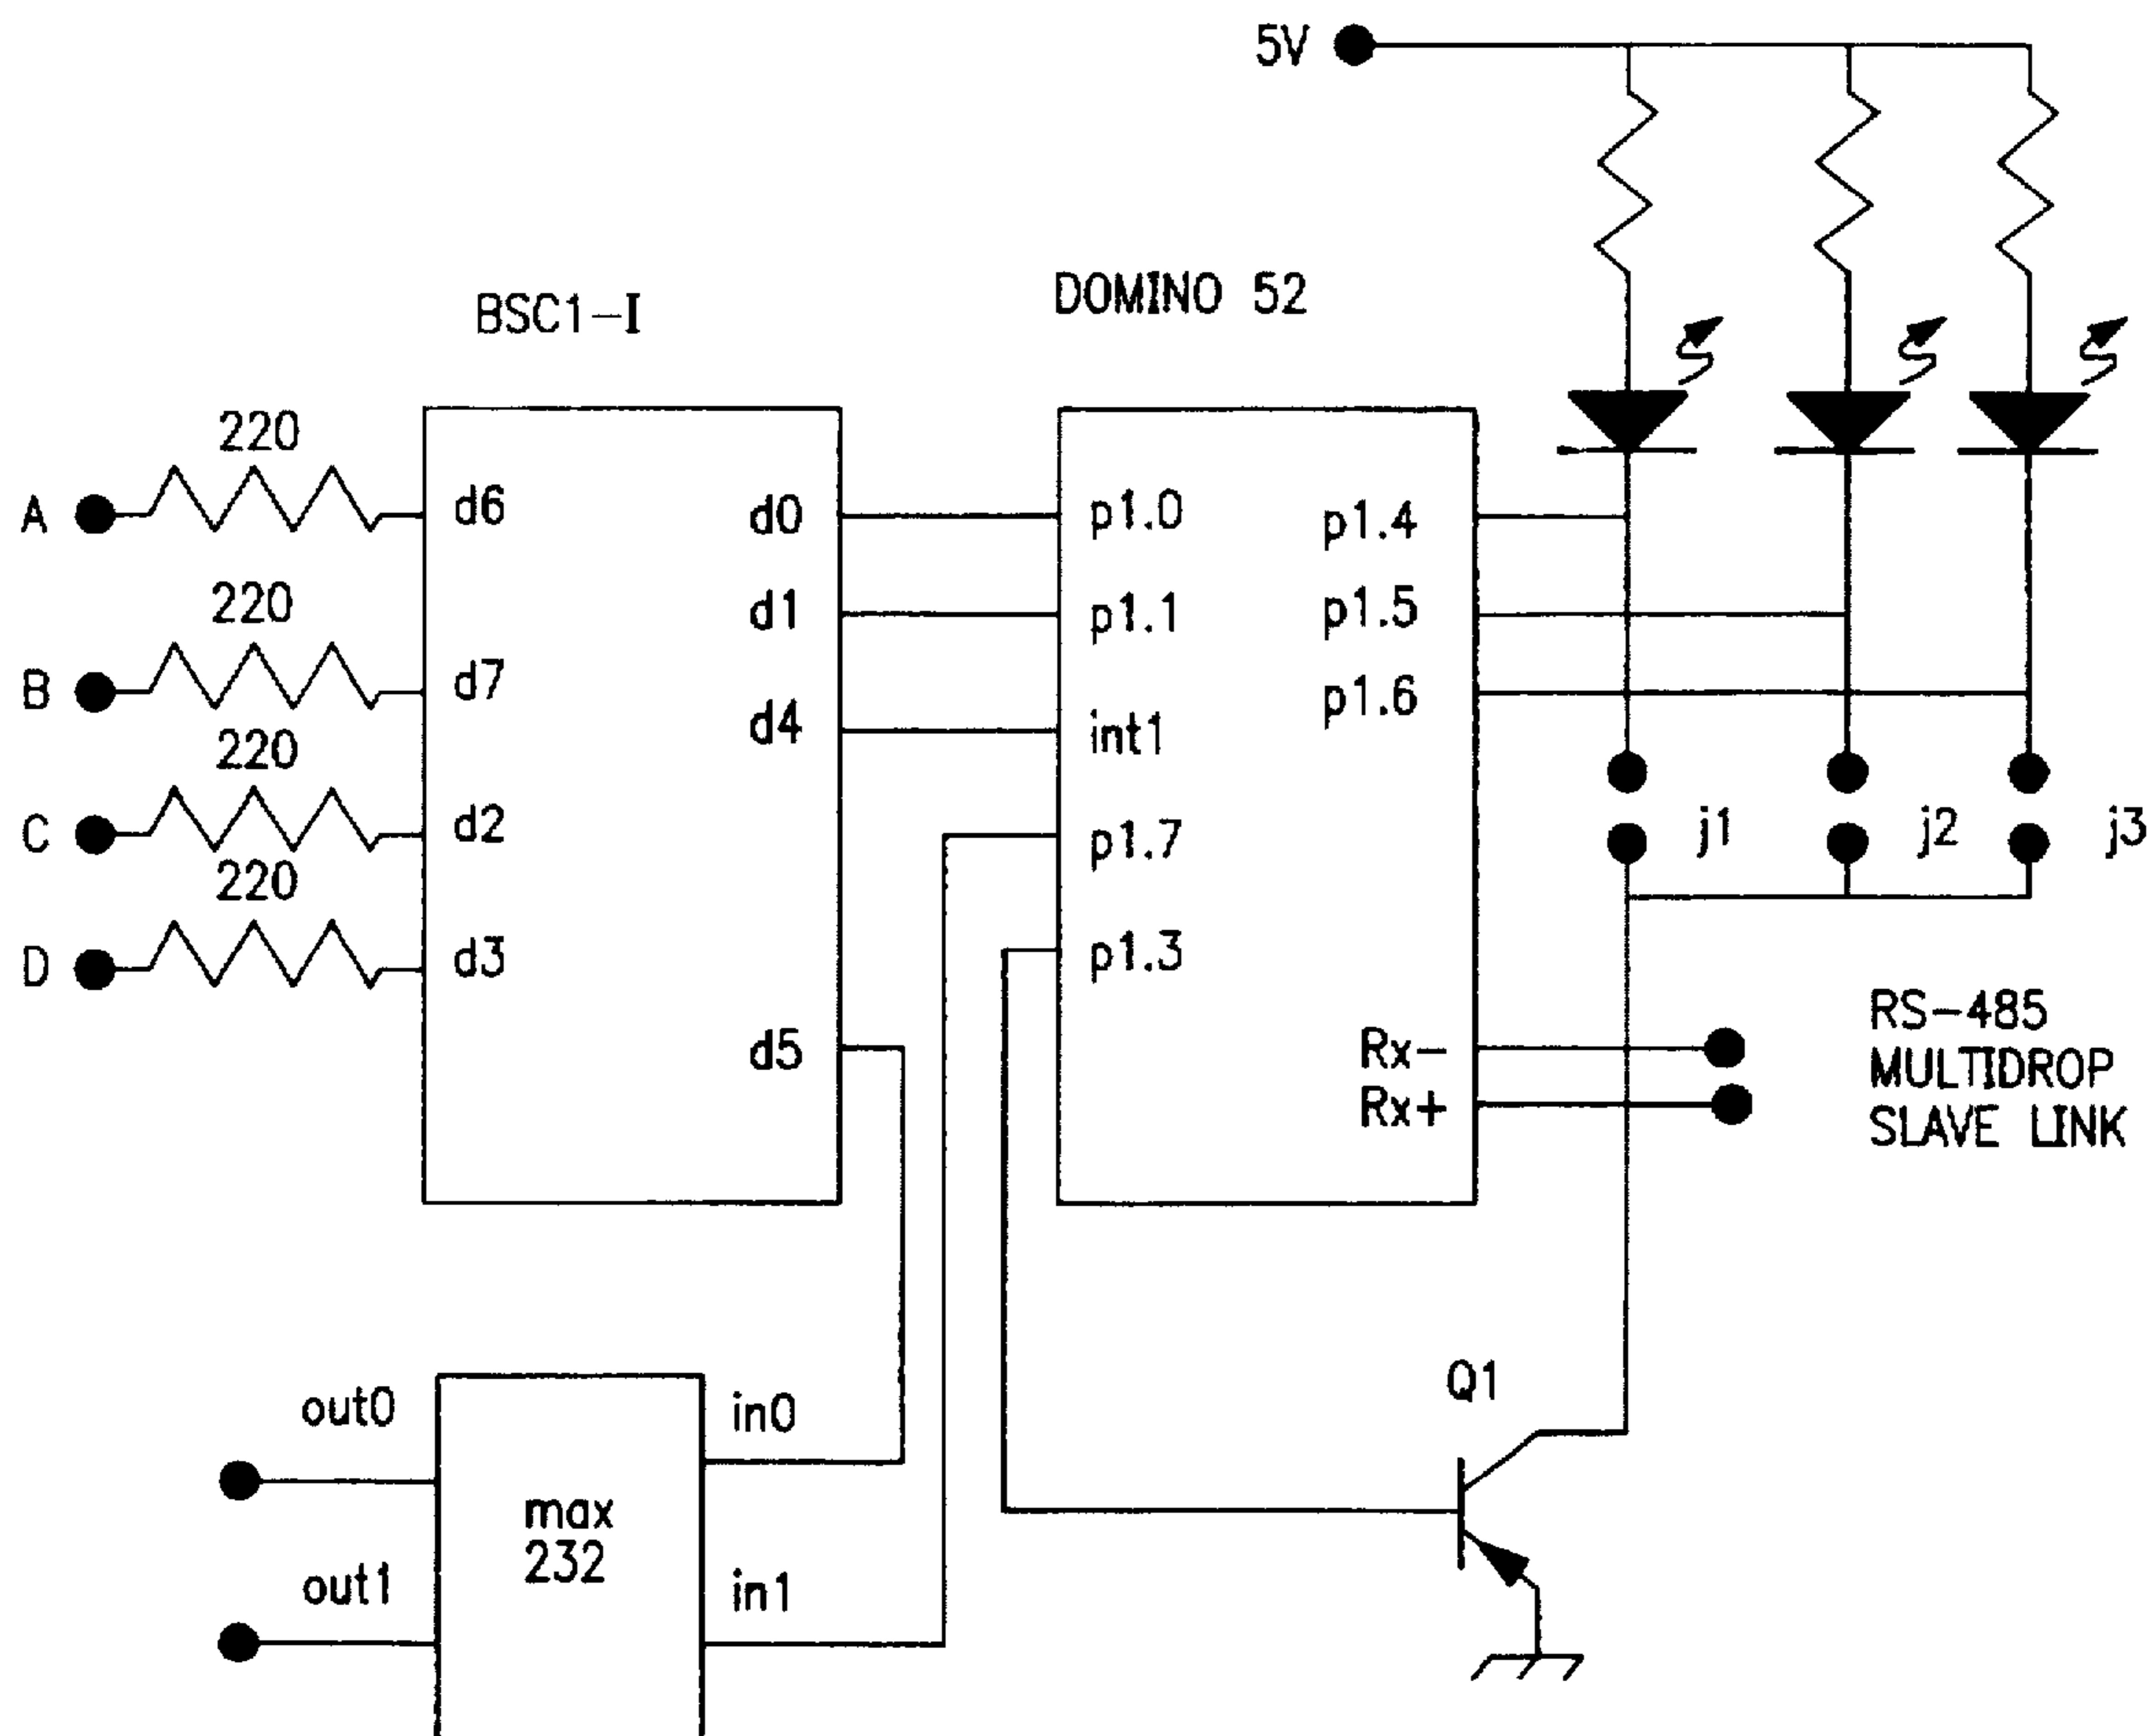 5V
BSC1-I
DOMINO 52
220
A
d6
d0
p1.0
p1.4
220
d1
p1.1
p1.5
B
d7
p1.6
220
d4
int1
C
d2
p1.7
j1
j2
j3
220
D
d3
p1.3
d5
Rx-
Rx+
RS-485
MULTIDROP
SLAVE LINK
Q1
out0
in0
max
232
out1
in1